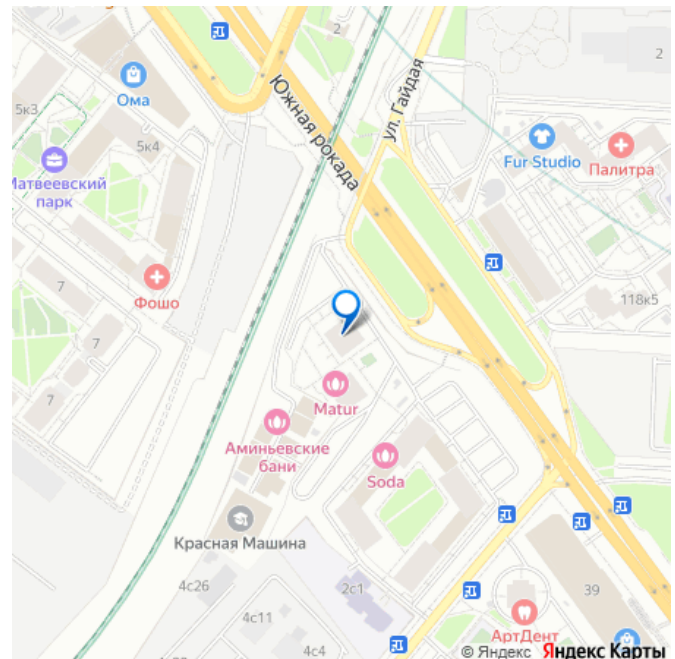 2
2
Ома
5к3
Южная рокада
ул. Гайдая
Fur Studio
Палитра
5к4
Матвеевский
парк
Фошо
7
118к5
7
Matur
7
Аминьевские
бани
Soda
Красная Машина
4с26
2с1
39
4с11
АртДент
4с4
© Яндекс Яндекс Карты